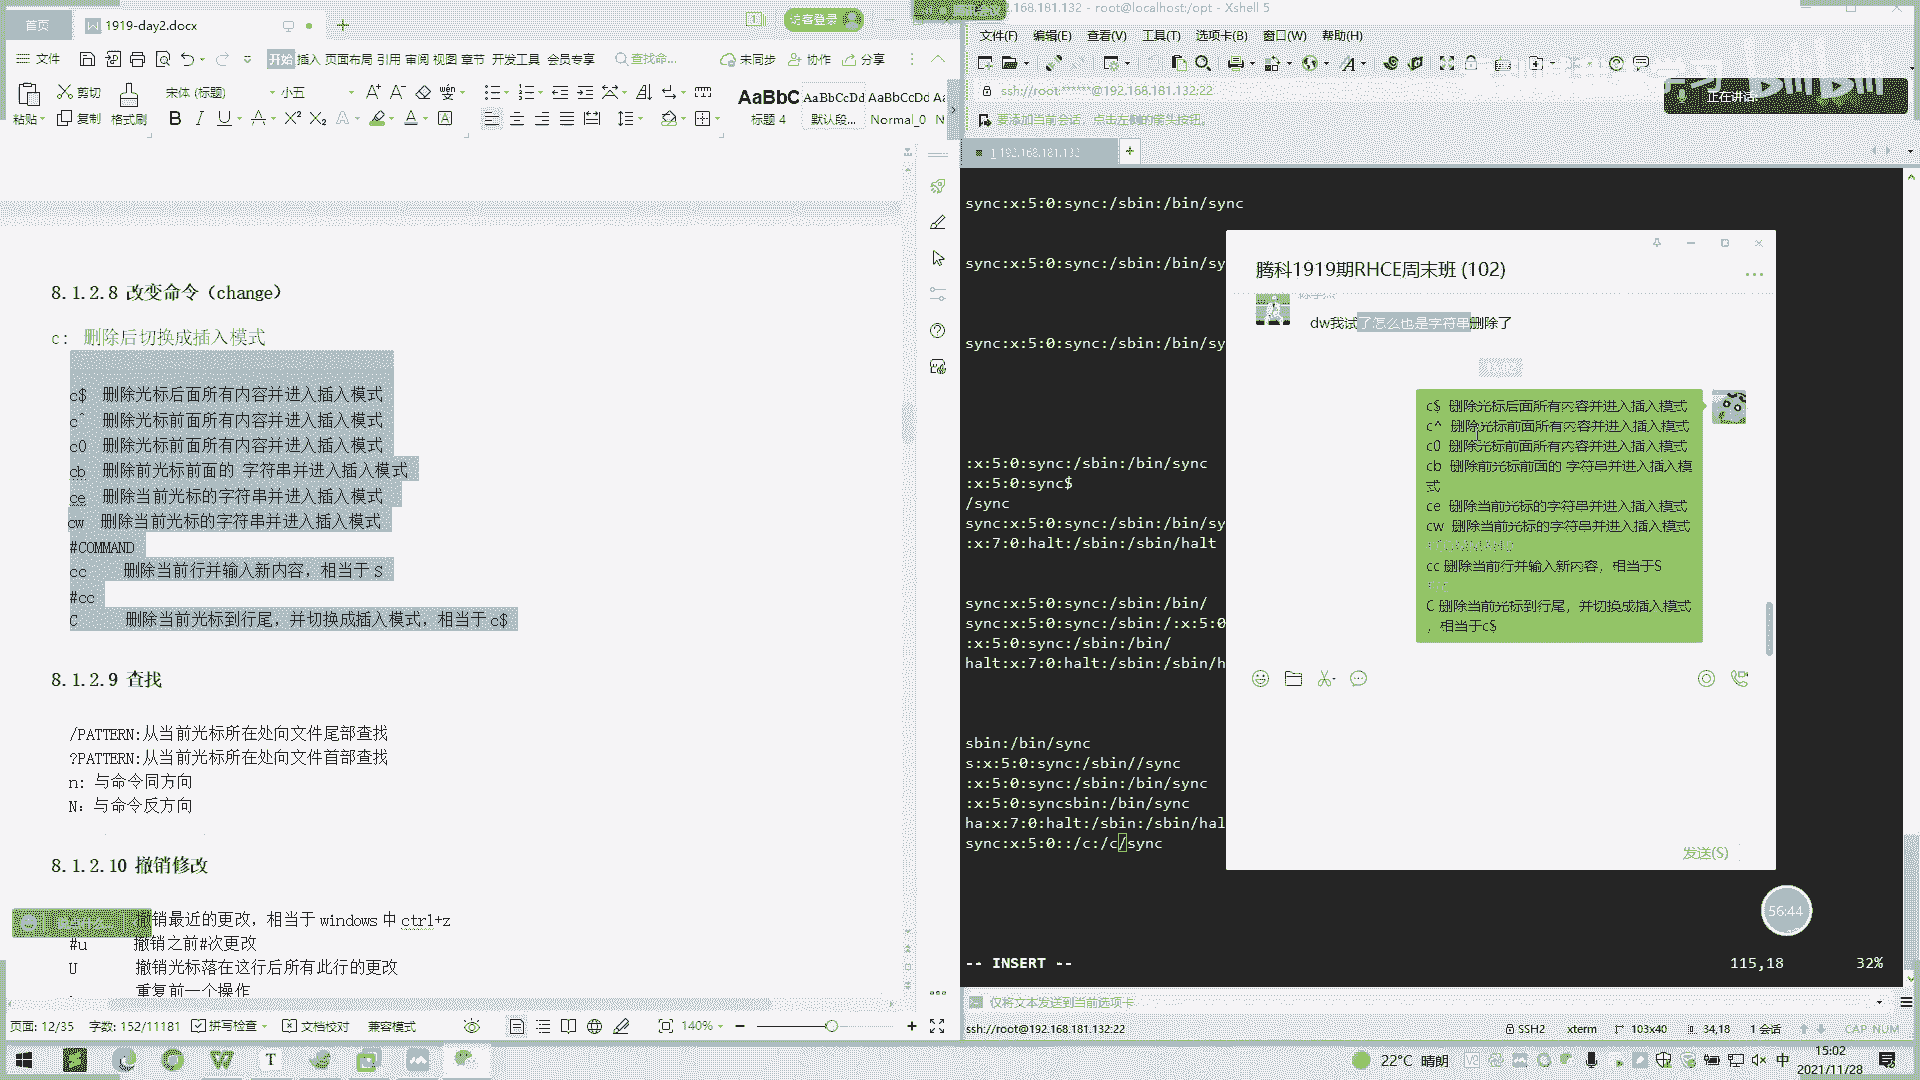 首页 1919-day2.docx 访客登录
文件 开始 插入 页面布局 引用 审阅 视图 章节 开发工具 会员专享 查找命... 未同步 协作 分享
粘贴 剪切 复制 格式刷 宋体 (标题) 小五
AaBbC AaBbCcDd AaBbCcDd
标题 4 默认段... Normal_0
8.1.2.8 改变命令（change）
c: 删除后切换成插入模式
c$ 删除光标后面所有内容并进入插入模式
c^ 删除光标前面所有内容并进入插入模式
c0 删除光标前面所有内容并进入插入模式
cb 删除前光标前面的 字符串并进入插入模式
ce 删除当前光标的字符串并进入插入模式
cw 删除当前光标的字符串并进入插入模式
#COMMAND
cc 删除当前行并输入新内容，相当于 S
#cc
C 删除当前光标到行尾，并切换成插入模式，相当于 c$
8.1.2.9 查找
/PATTERN:从当前光标所在处向文件尾部查找
?PATTERN:从当前光标所在处向文件首部查找
n: 与命令同方向
N: 与命令反方向
8.1.2.10 撤销修改
撤销最近的更改，相当于 windows 中 ctrl+z
#u 撤销之前#次更改
U 撤销光标落在这行后所有此行的更改
. 重复前一个操作
页面: 12/35 字数: 152/11181 拼写检查 文档校对 兼容模式 140%
.168.181.132 - root@localhost:/opt - Xshell 5
文件(F) 编辑(E) 查看(V) 工具(T) 选项卡(B) 窗口(W) 帮助(H)
ssh://root:******@192.168.181.132:22
要添加当前会话，点击左侧的箭头按钮。
正在讲话
1 192.168.181.132
sync:x:5:0:sync:/sbin:/bin/sync
sync:x:5:0:sync:/sbin:/bin/sy
sync:x:5:0:sync:/sbin:/bin/sy
:x:5:0:sync:/sbin:/bin/sync
:x:5:0:sync$
/sync
sync:x:5:0:sync:/sbin:/bin/sy
:x:7:0:halt:/sbin:/sbin/halt
sync:x:5:0:sync:/sbin:/bin/
sync:x:5:0:sync:/sbin:/:x:5:0
:x:5:0:sync:/sbin:/bin/
halt:x:7:0:halt:/sbin:/sbin/h
sbin:/bin/sync
s:x:5:0:sync:/sbin//sync
:x:5:0:sync:/sbin:/bin/sync
:x:5:0:syncsbin:/bin/sync
ha:x:7:0:halt:/sbin:/sbin/hal
sync:x:5:0::/c:/c/sync
-- INSERT -- 115,18 32%
腾科1919期RHCE周末班 (102)
dw我试了怎么也是字符串删除了
15:02
c$ 删除光标后面所有内容并进入插入模式
c^ 删除光标前面所有内容并进入插入模式
c0 删除光标前面所有内容并进入插入模式
cb 删除前光标前面的 字符串并进入插入模
式
ce 删除当前光标的字符串并进入插入模式
cw 删除当前光标的字符串并进入插入模式
cc 删除当前行并输入新内容，相当于S
C 删除当前光标到行尾，并切换成插入模式
，相当于c$
发送(S)
56:44
仅将文本发送到当前选项卡
ssh://root@192.168.181.132:22 SSH2 xterm 103x40 34,18 1 会话 CAP NUM
22°C 晴朗 中 15:02
2021/11/28